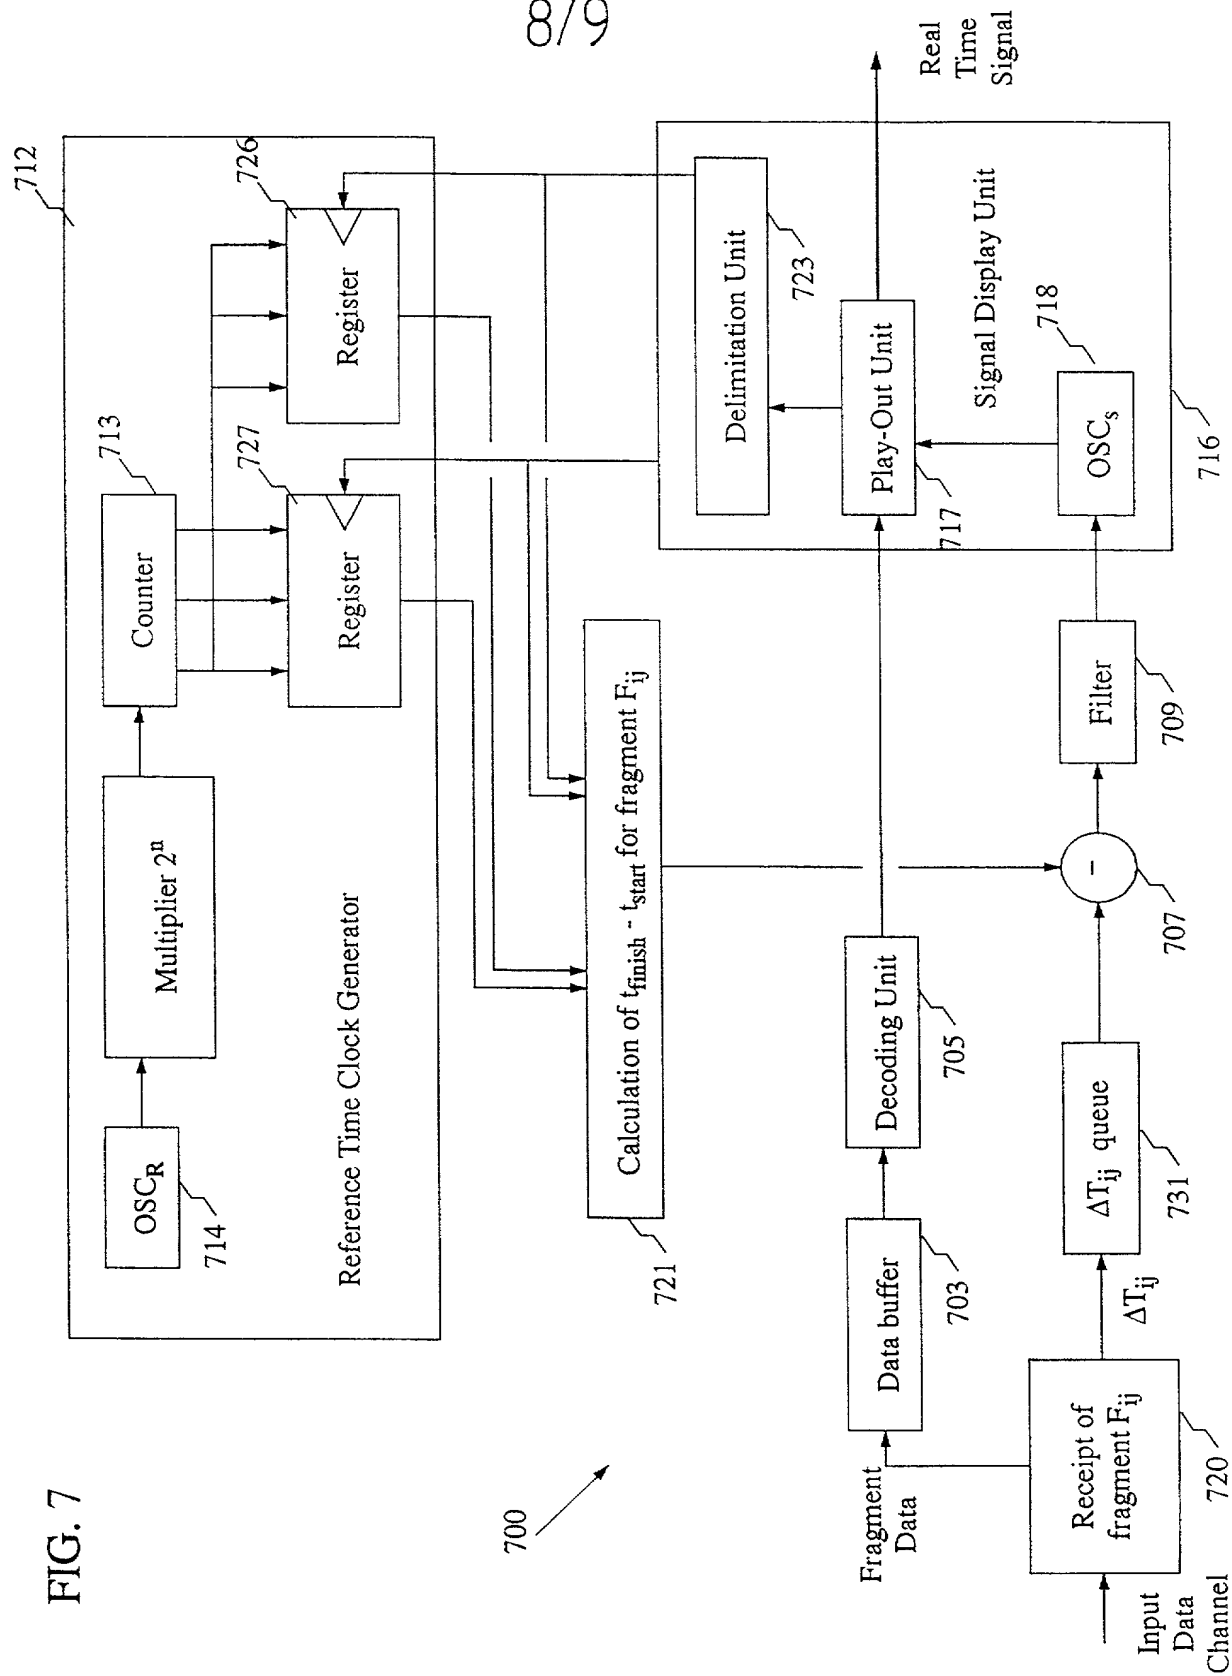 8/9
FIG. 7
712
OSC_R
714
Multiplier 2^n
Counter
713
Register
727
Register
726
Reference Time Clock Generator
Calculation of t_finish - t_start for fragment F_ij
721
700
Delimitation Unit
723
Play-Out Unit
717
Signal Display Unit
OSC_s
718
716
Real
Time
Signal
Fragment
Data
Data buffer
703
Decoding Unit
705
Input
Data
Channel
Receipt of
fragment F_ij
720
ΔT_ij
ΔT_ij queue
731
-
707
Filter
709